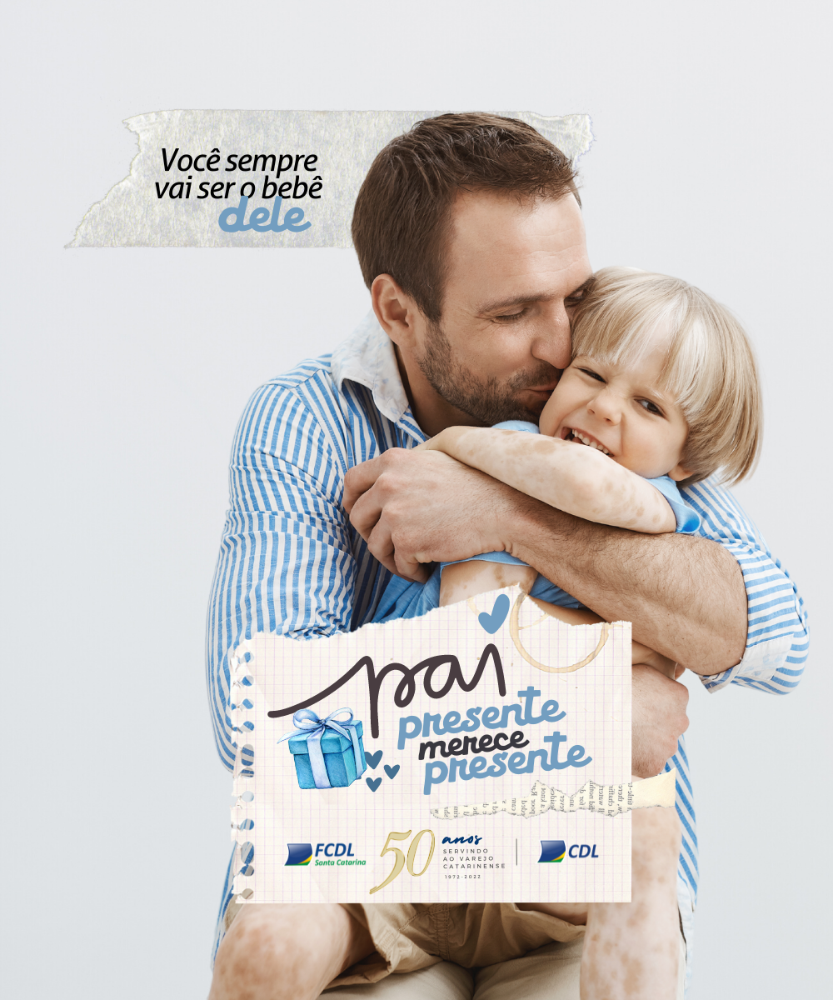 Você sempre
vai ser o bebê
dele
pai
presente
merece
presente
FCDL
Santa Catarina
50 anos
SERVINDO
AO VAREJO
CATARINENSE
1972-2022
CDL